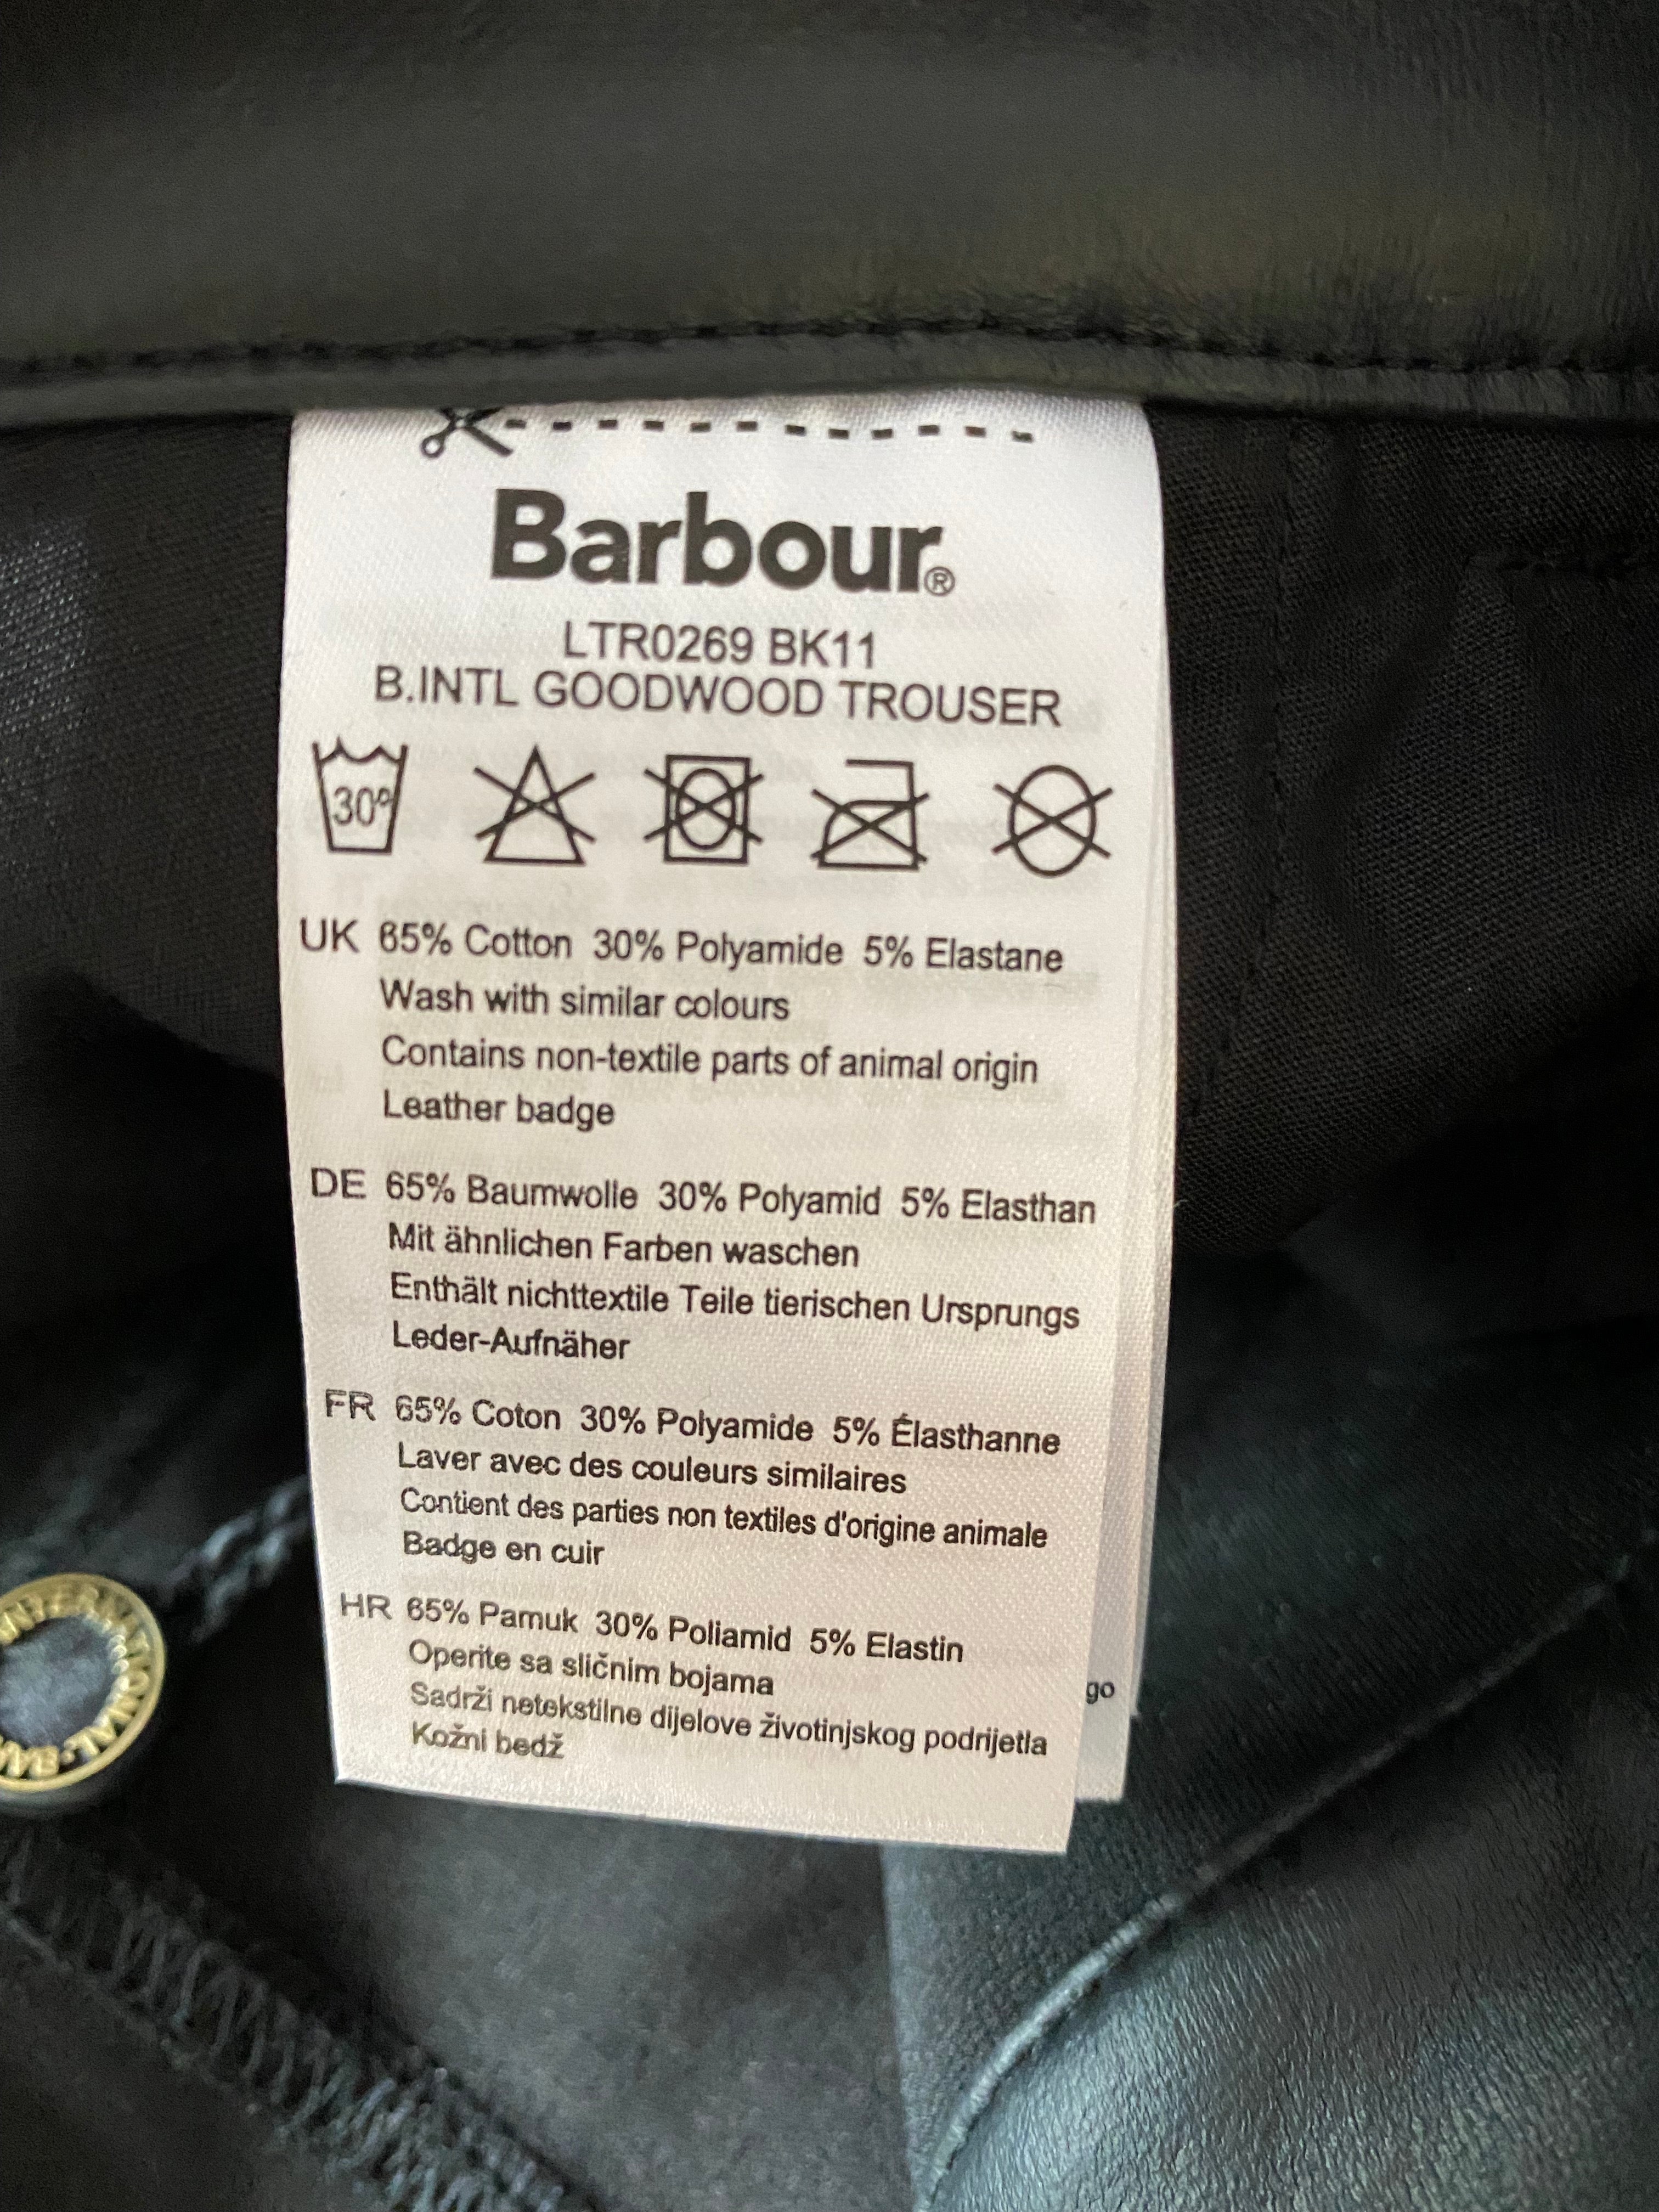 Barbour®
LTR0269 BK11
B.INTL GOODWOOD TROUSER
30°
UK 65% Cotton 30% Polyamide 5% Elastane
Wash with similar colours
Contains non-textile parts of animal origin
Leather badge
DE 65% Baumwolle 30% Polyamid 5% Elasthan
Mit ähnlichen Farben waschen
Enthält nichttextile Teile tierischen Ursprungs
Leder-Aufnäher
FR 65% Coton 30% Polyamide 5% Élasthanne
Laver avec des couleurs similaires
Contient des parties non textiles d'origine animale
Badge en cuir
HR 65% Pamuk 30% Poliamid 5% Elastin
Operite sa sličnim bojama
Sadrži netekstilne dijelove životinjskog podrijetla
Kožni bedž
go
INTERNATIONAL